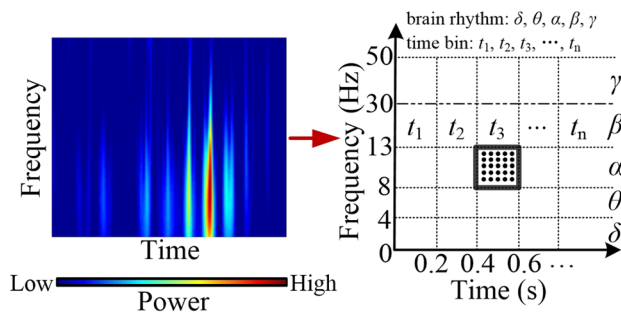 Frequency
Time
Low
High
Power
brain rhythm: δ, θ, α, β, γ
time bin: t₁, t₂, t₃, ···, tₙ
Frequency (Hz)
50
30
13
8
4
0
γ
t₁ t₂ t₃ ··· tₙ β
α
θ
δ
0.2 0.4 0.6 ···
Time (s)